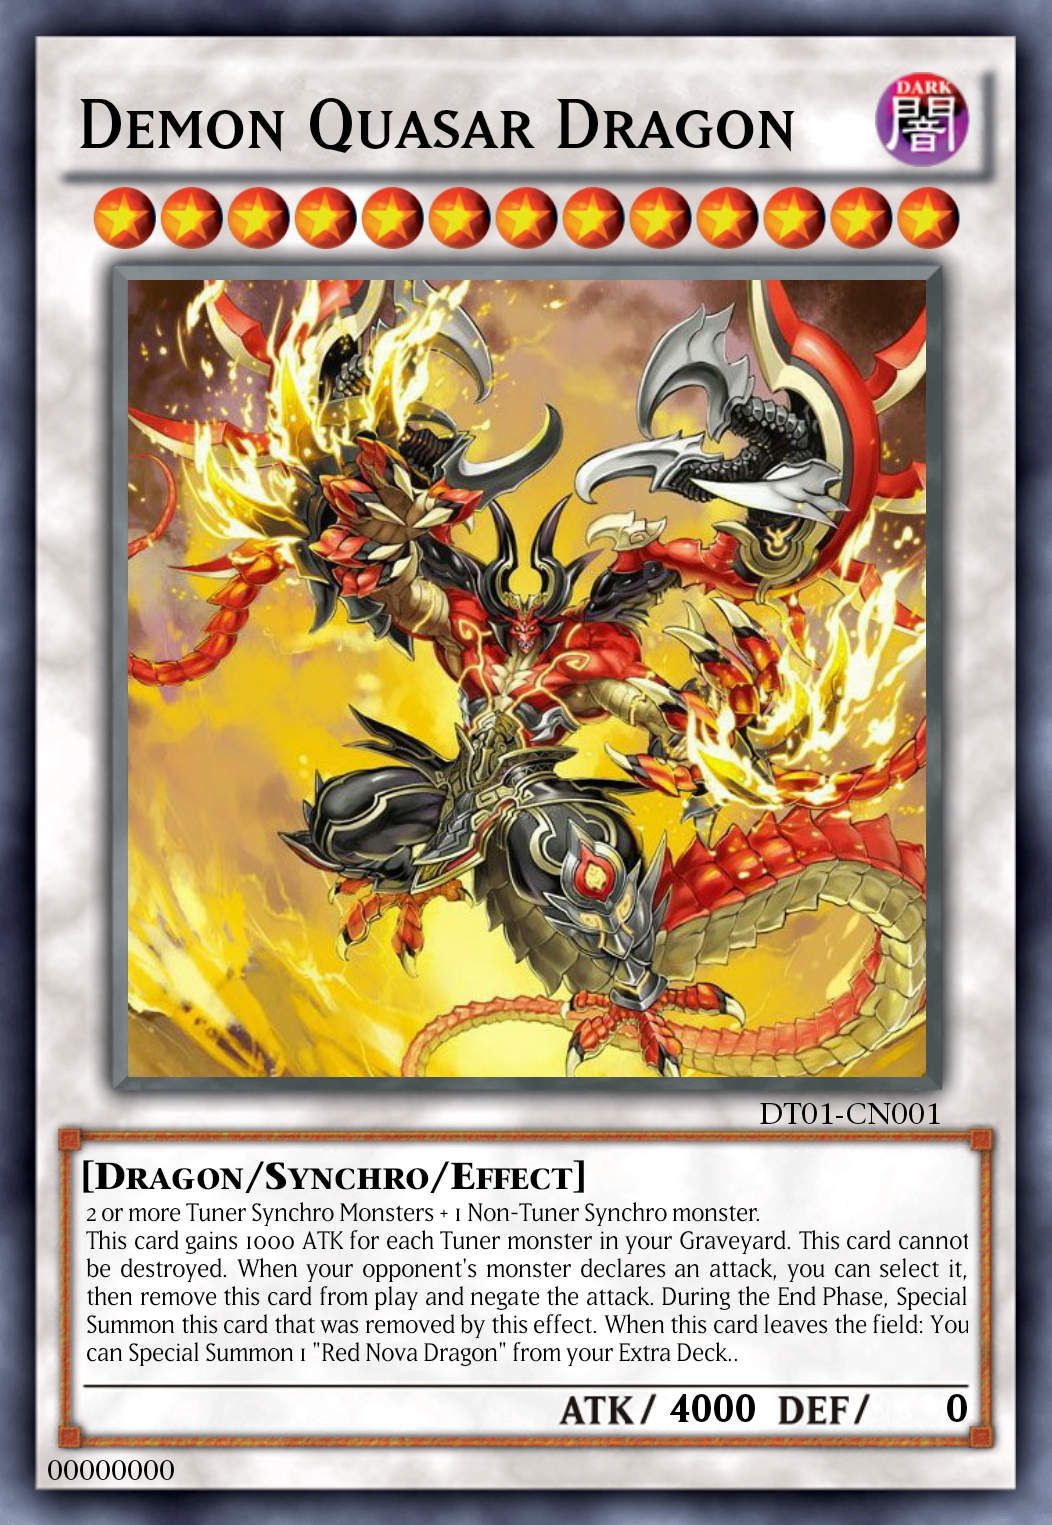 Demon Quasar Dragon
DARK
闇
DT01-CN001
[Dragon/Synchro/Effect]
2 or more Tuner Synchro Monsters + 1 Non-Tuner Synchro monster.
This card gains 1000 ATK for each Tuner monster in your Graveyard. This card cannot
be destroyed. When your opponent's monster declares an attack, you can select it,
then remove this card from play and negate the attack. During the End Phase, Special
Summon this card that was removed by this effect. When this card leaves the field: You
can Special Summon 1 "Red Nova Dragon" from your Extra Deck..
ATK/ 4000 DEF/ 0
00000000